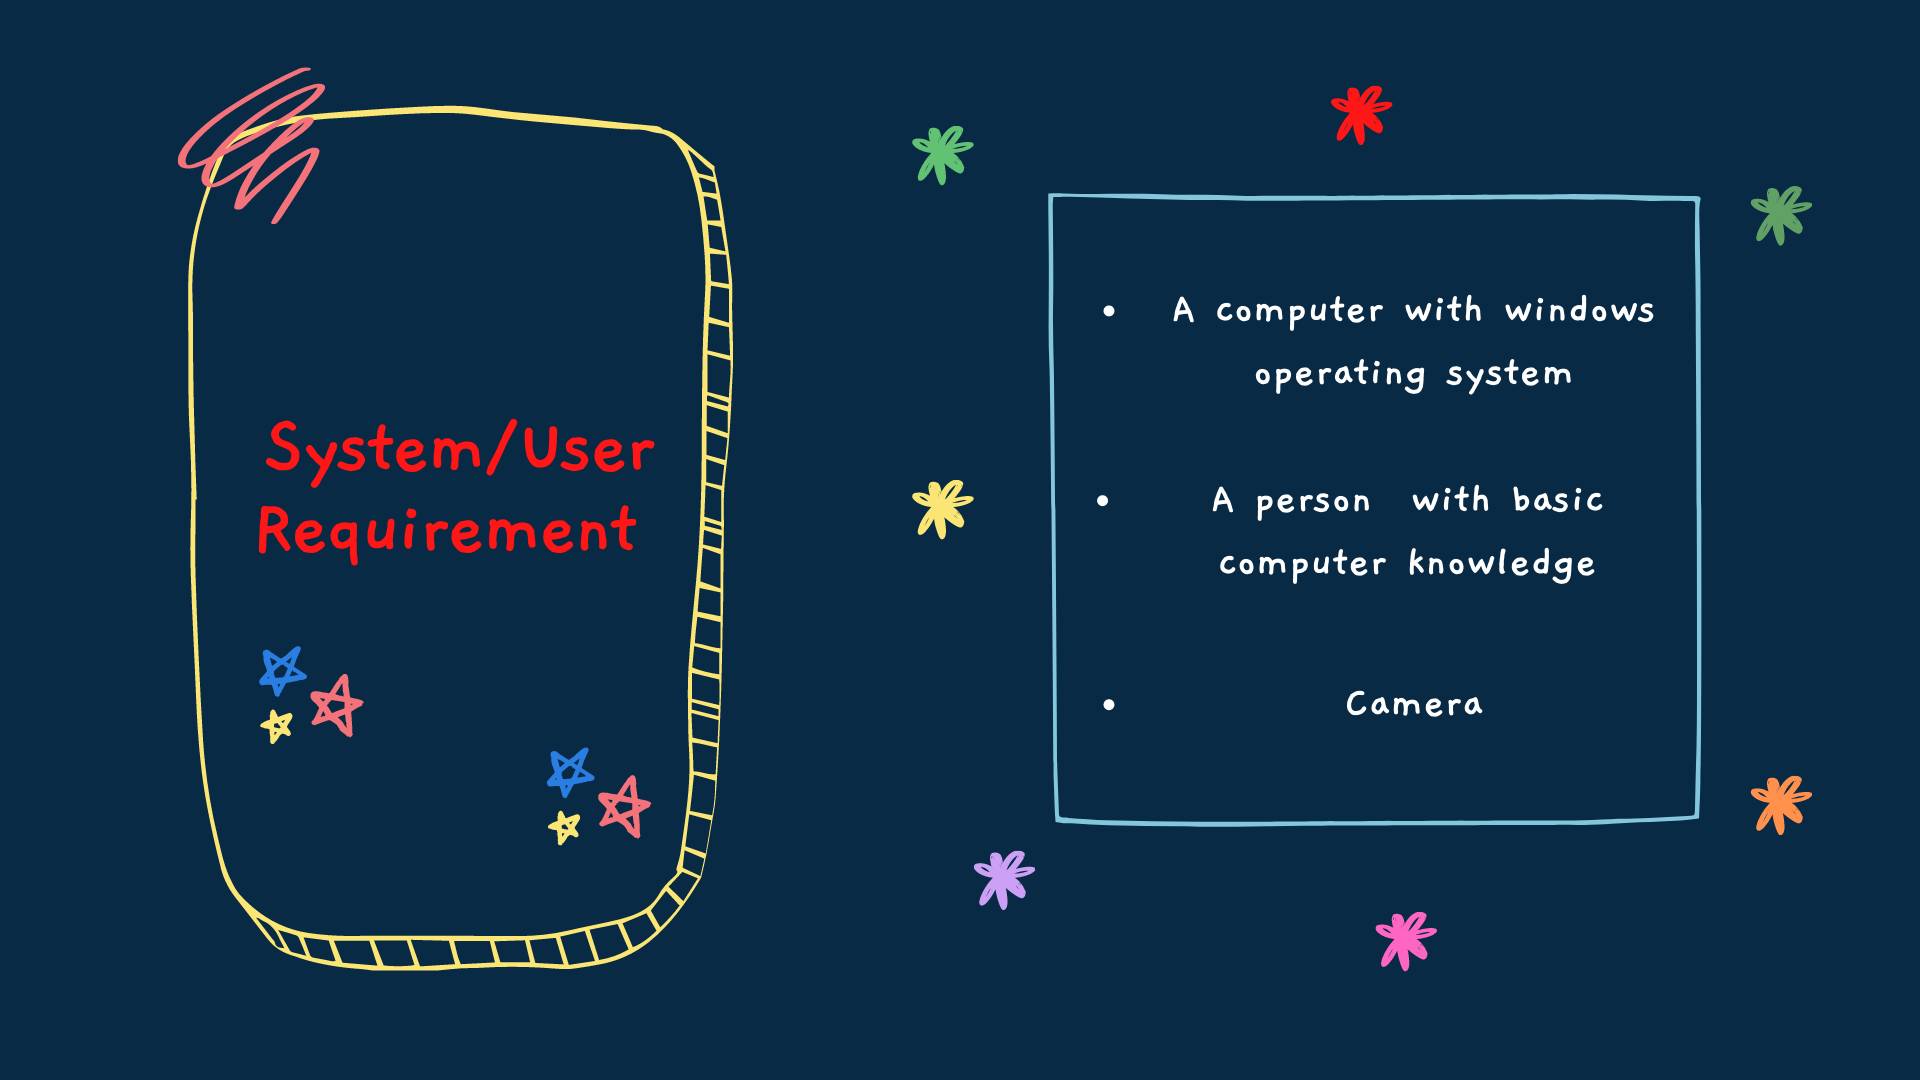 System/User
Requirement
• A computer with windows
operating system
• A person with basic
computer knowledge
• Camera